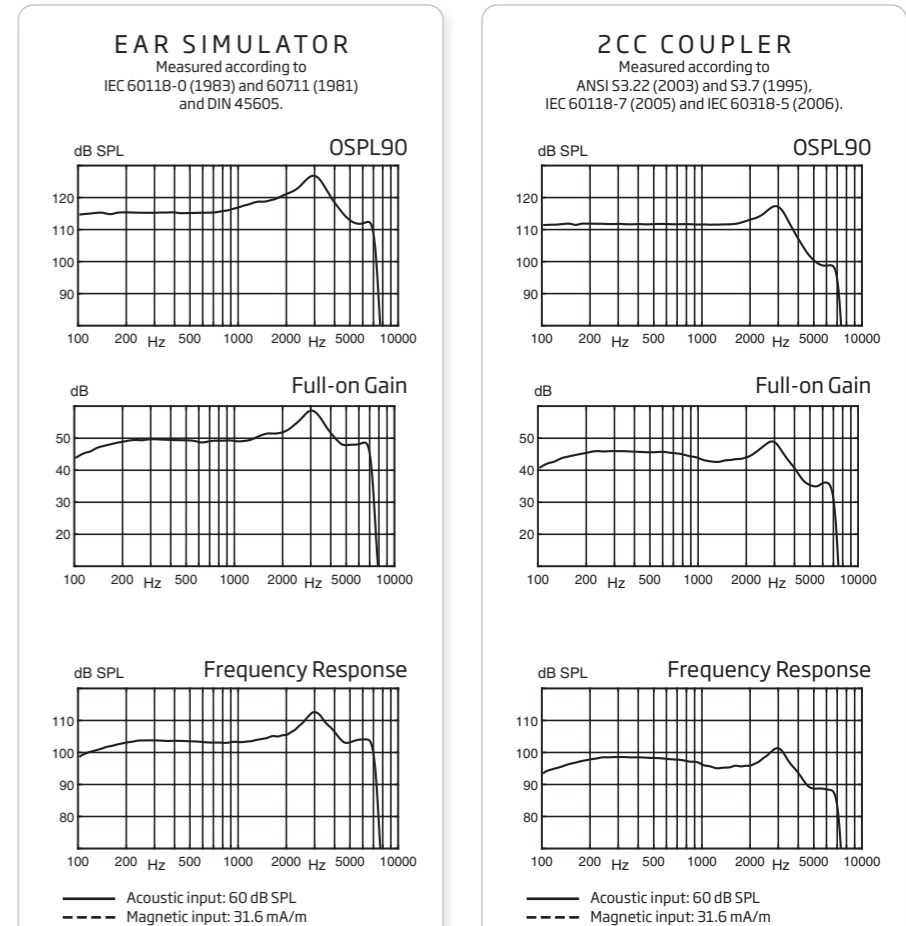 EAR SIMULATOR
Measured according to
IEC 60118-0 (1983) and 60711 (1981)
and DIN 45605.
dB SPL
OSPL90
120
110
100
90
100 200 Hz 500 1000 2000 Hz 5000 10000
dB
Full-on Gain
50
40
30
20
100 200 Hz 500 1000 2000 Hz 5000 10000
dB SPL
Frequency Response
110
100
90
80
100 200 Hz 500 1000 2000 Hz 5000 10000
Acoustic input: 60 dB SPL
Magnetic input: 31.6 mA/m
2CC COUPLER
Measured according to
ANSI S3.22 (2003) and S3.7 (1995),
IEC 60118-7 (2005) and IEC 60318-5 (2006).
dB SPL
OSPL90
120
110
100
90
100 200 Hz 500 1000 2000 Hz 5000 10000
dB
Full-on Gain
50
40
30
20
100 200 Hz 500 1000 2000 Hz 5000 10000
dB SPL
Frequency Response
110
100
90
80
100 200 Hz 500 1000 2000 Hz 5000 10000
Acoustic input: 60 dB SPL
Magnetic input: 31.6 mA/m